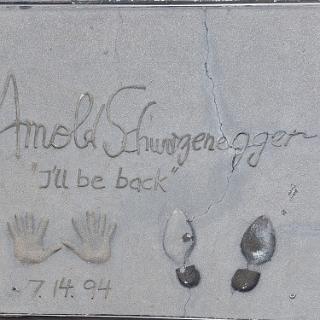 Arnold Schwarzenegger
"I'll be back"
7.14.94